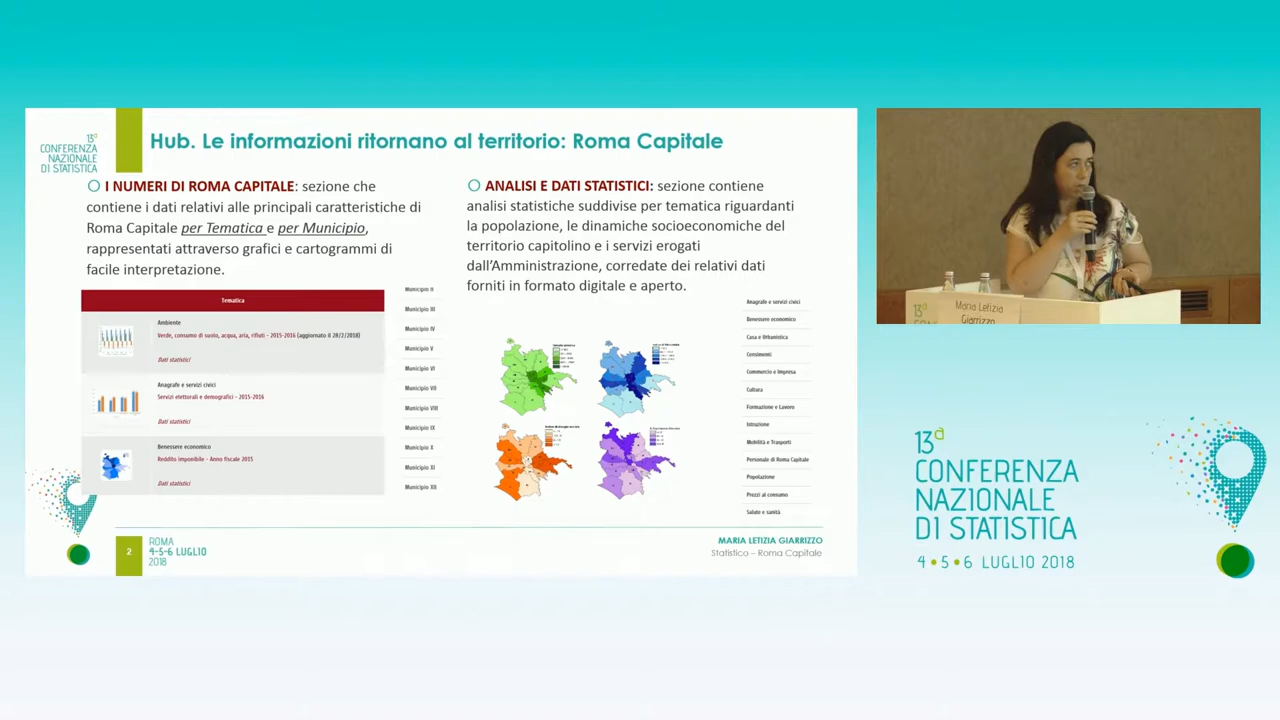 13ª
CONFERENZA
NAZIONALE
DI STATISTICA
Hub. Le informazioni ritornano al territorio: Roma Capitale
I NUMERI DI ROMA CAPITALE: sezione che
contiene i dati relativi alle principali caratteristiche di
Roma Capitale per Tematica e per Municipio,
rappresentati attraverso grafici e cartogrammi di
facile interpretazione.
Tematica
Ambiente
Verde, consumo di suolo, acqua, aria, rifiuti - 2015-2016 (aggiornato il 28/2/2018)
Dati statistici
Anagrafe e servizi civici
Servizi elettorali e demografici - 2015-2016
Dati statistici
Benessere economico
Reddito imponibile - Anno fiscale 2015
Dati statistici
Municipio II
Municipio III
Municipio IV
Municipio V
Municipio VI
Municipio VII
Municipio VIII
Municipio IX
Municipio X
Municipio XI
Municipio XII
ANALISI E DATI STATISTICI: sezione contiene
analisi statistiche suddivise per tematica riguardanti
la popolazione, le dinamiche socioeconomiche del
territorio capitolino e i servizi erogati
dall'Amministrazione, corredate dei relativi dati
forniti in formato digitale e aperto.
Anagrafe e servizi civici
Benessere economico
Casa e Urbanistica
Censimenti
Commercio e Impresa
Cultura
Formazione e Lavoro
Istruzione
Mobilità e Trasporti
Personale di Roma Capitale
Popolazione
Prezzi al consumo
Salute e sanità
2
ROMA
4-5-6 LUGLIO
2018
MARIA LETIZIA GIARRIZZO
Statistico – Roma Capitale
13ª
Maria Letizia
Giarrizzo
13ª
CONFERENZA
NAZIONALE
DI STATISTICA
4•5•6 LUGLIO 2018